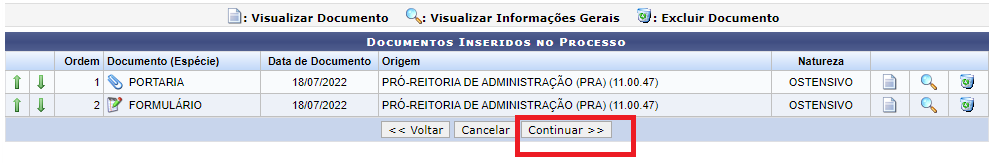 : Visualizar Documento : Visualizar Informações Gerais : Excluir Documento
Documentos Inseridos no Processo
Ordem Documento (Espécie) Data de Documento Origem Natureza
1 PORTARIA 18/07/2022 PRÓ-REITORIA DE ADMINISTRAÇÃO (PRA) (11.00.47) OSTENSIVO
2 FORMULÁRIO 18/07/2022 PRÓ-REITORIA DE ADMINISTRAÇÃO (PRA) (11.00.47) OSTENSIVO
<< Voltar Cancelar Continuar >>